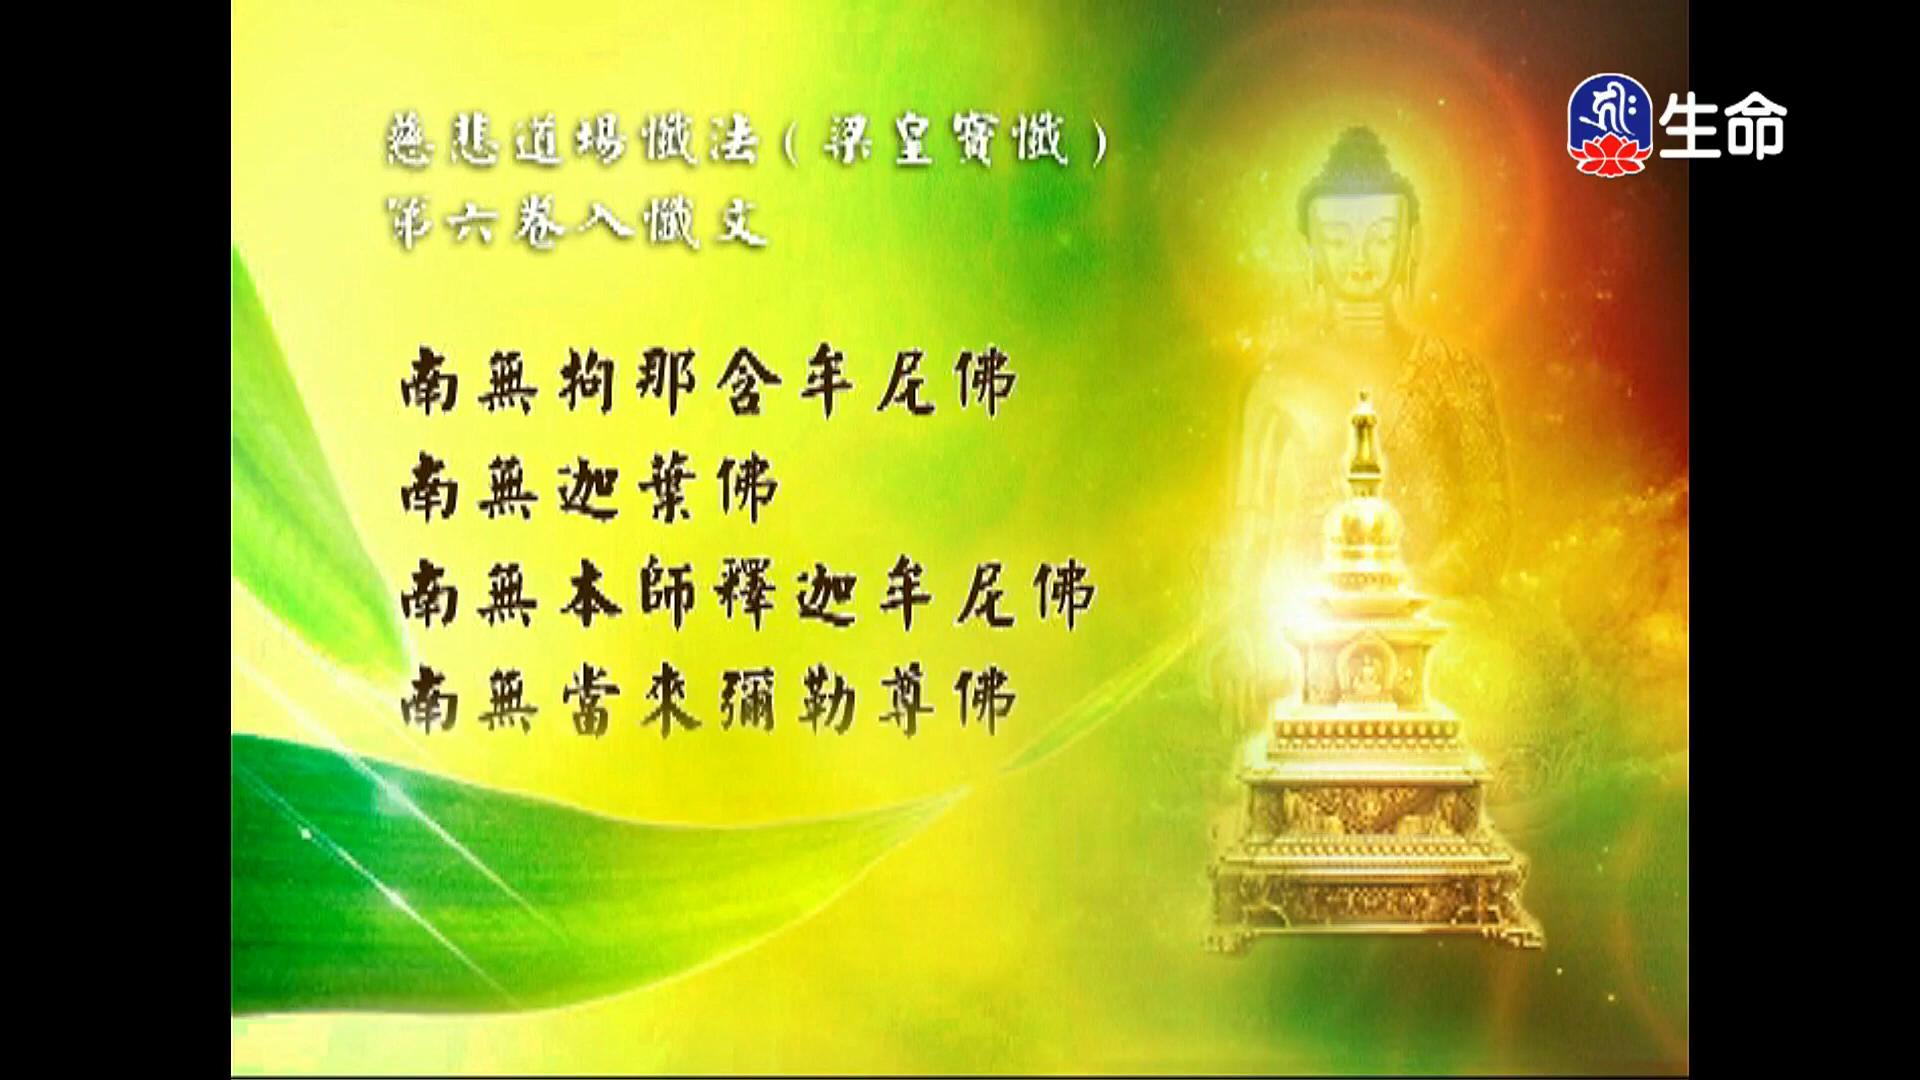 慈悲道場懺法(梁皇寶懺)
第六卷入懺文
南無拘那含牟尼佛
南無迦葉佛
南無本師釋迦牟尼佛
南無當來彌勒尊佛
生命